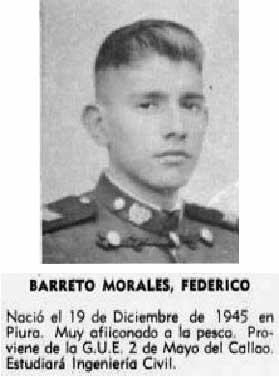 BARRETO MORALES, FEDERICO
Nació el 19 de Diciembre de 1945 en
Piura. Muy afiicnado a la pesca. Pro-
viene de la G.U.E. 2 de Mayo del Callao.
Estudiará Ingeniería Civil.